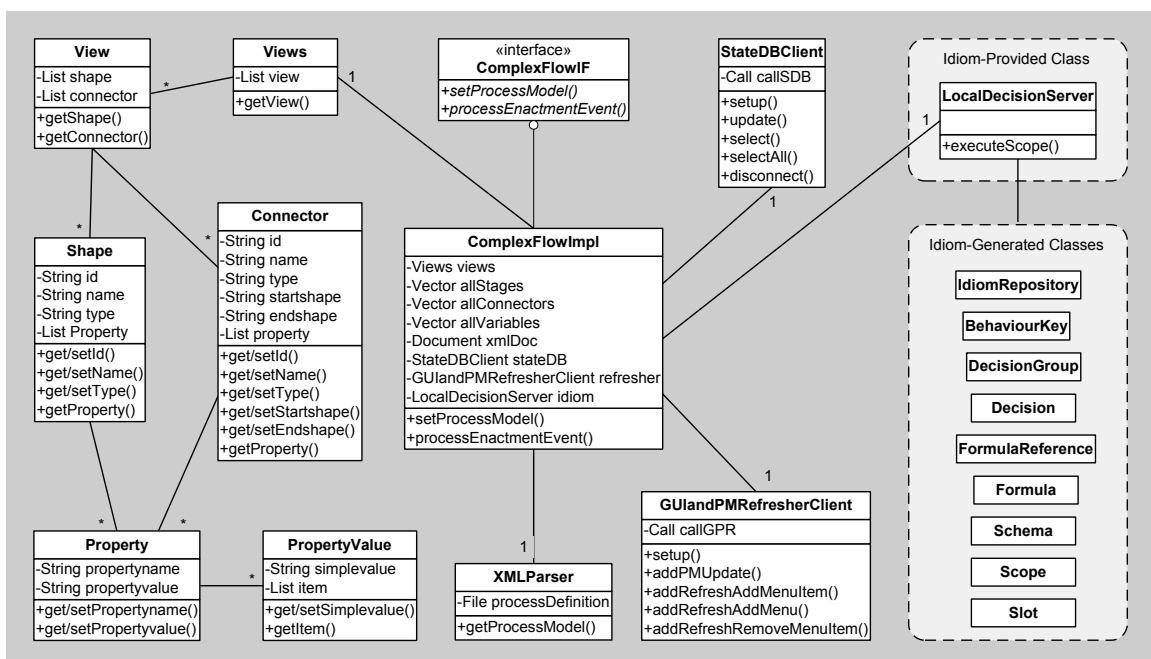 View
-List shape
-List connector
+getShape()
+getConnector()
*
Views
-List view
+getView()
1
«interface»
ComplexFlowIF
+setProcessModel()
+processEnactmentEvent()
StateDBClient
-Call callSDB
+setup()
+update()
+select()
+selectAll()
+disconnect()
1
Idiom-Provided Class
LocalDecisionServer
+executeScope()
1
*
Shape
-String id
-String name
-String type
-List Property
+get/setId()
+get/setName()
+get/setType()
+getProperty()
*
Connector
-String id
-String name
-String type
-String startshape
-String endshape
-List property
+get/setId()
+get/setName()
+get/setType()
+get/setStartshape()
+get/setEndshape()
+getProperty()
ComplexFlowImpl
-Views views
-Vector allStages
-Vector allConnectors
-Vector allVariables
-Document xmlDoc
-StateDBClient stateDB
-GUIandPMRefresherClient refresher
-LocalDecisionServer idiom
+setProcessModel()
+processEnactmentEvent()
Idiom-Generated Classes
IdiomRepository
BehaviourKey
DecisionGroup
Decision
FormulaReference
Formula
Schema
Scope
Slot
*
*
Property
-String propertyname
-String propertyvalue
+get/setPropertyname()
+get/setPropertyvalue()
*
PropertyValue
-String simplevalue
-List item
+get/setSimplevalue()
+getItem()
1
XMLParser
-File processDefinition
+getProcessModel()
1
GUIandPMRefresherClient
-Call callGPR
+setup()
+addPMUpdate()
+addRefreshAddMenuItem()
+addRefreshAddMenu()
+addRefreshRemoveMenuItem()